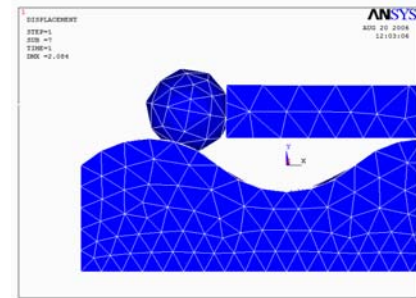 1
DISPLACEMENT
STEP=1
SUB =7
TIME=1
DMX =2.084
ANSYS
AUG 20 2006
12:03:06
Y
X